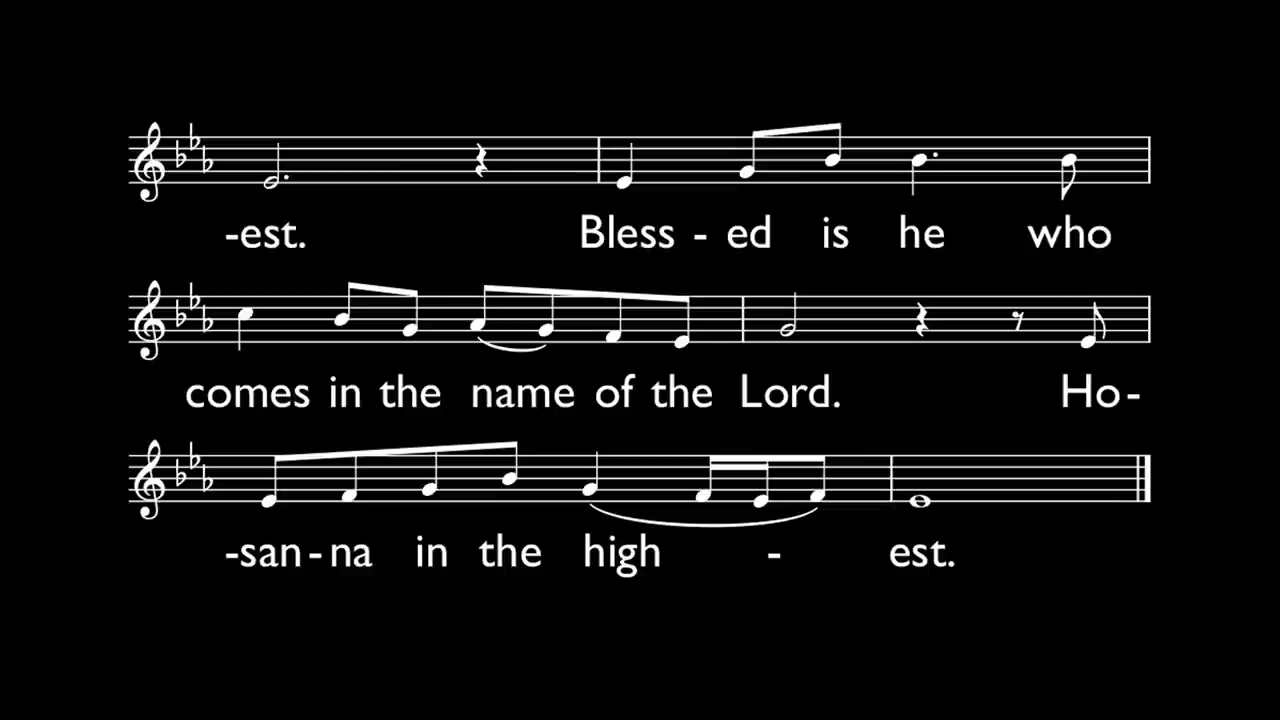 -est. Bless - ed is he who
comes in the name of the Lord. Ho-
-san-na in the high - est.